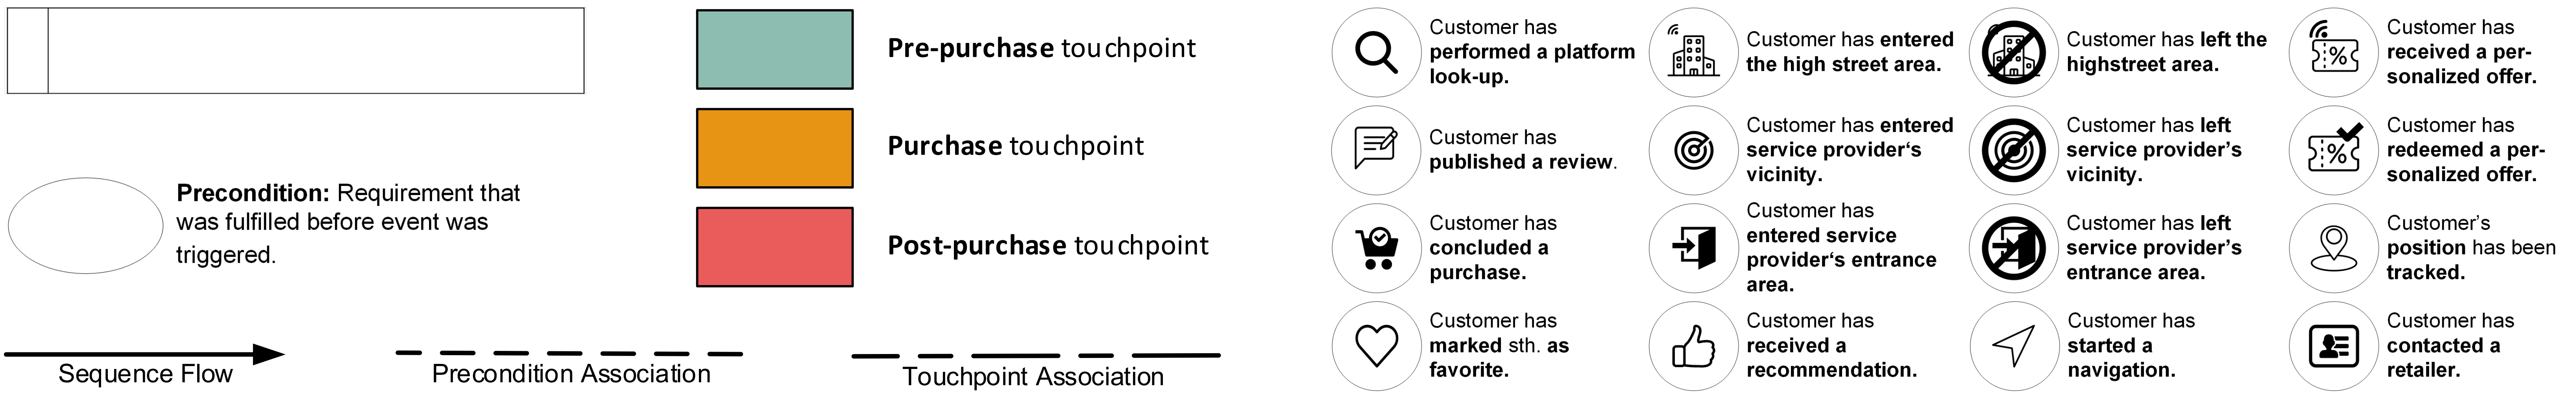 Precondition: Requirement that
was fulfilled before event was
triggered.
Sequence Flow
Precondition Association
Touchpoint Association
Pre-purchase touchpoint
Purchase touchpoint
Post-purchase touchpoint
Customer has
performed a platform
look-up.
Customer has
published a review.
Customer has
concluded a
purchase.
Customer has
marked sth. as
favorite.
Customer has entered
the high street area.
Customer has entered
service provider‘s
vicinity.
Customer has
entered service
provider‘s entrance
area.
Customer has
received a
recommendation.
Customer has left the
highstreet area.
Customer has left
service provider’s
vicinity.
Customer has left
service provider’s
entrance area.
Customer has
started a
navigation.
%
Customer has
received a per-
sonalized offer.
%
Customer has
redeemed a per-
sonalized offer.
Customer’s
position has been
tracked.
Customer has
contacted a
retailer.